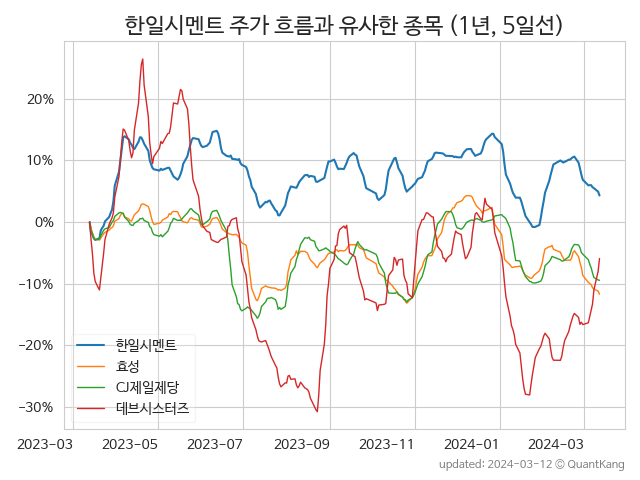 한일시멘트 주가 흐름과 유사한 종목 (1년, 5일선)
20%
10%
0%
−10%
−20%
−30%
한일시멘트
효성
CJ제일제당
데브시스터즈
2023-03 2023-05 2023-07 2023-09 2023-11 2024-01 2024-03
updated: 2024-03-12 © QuantKang